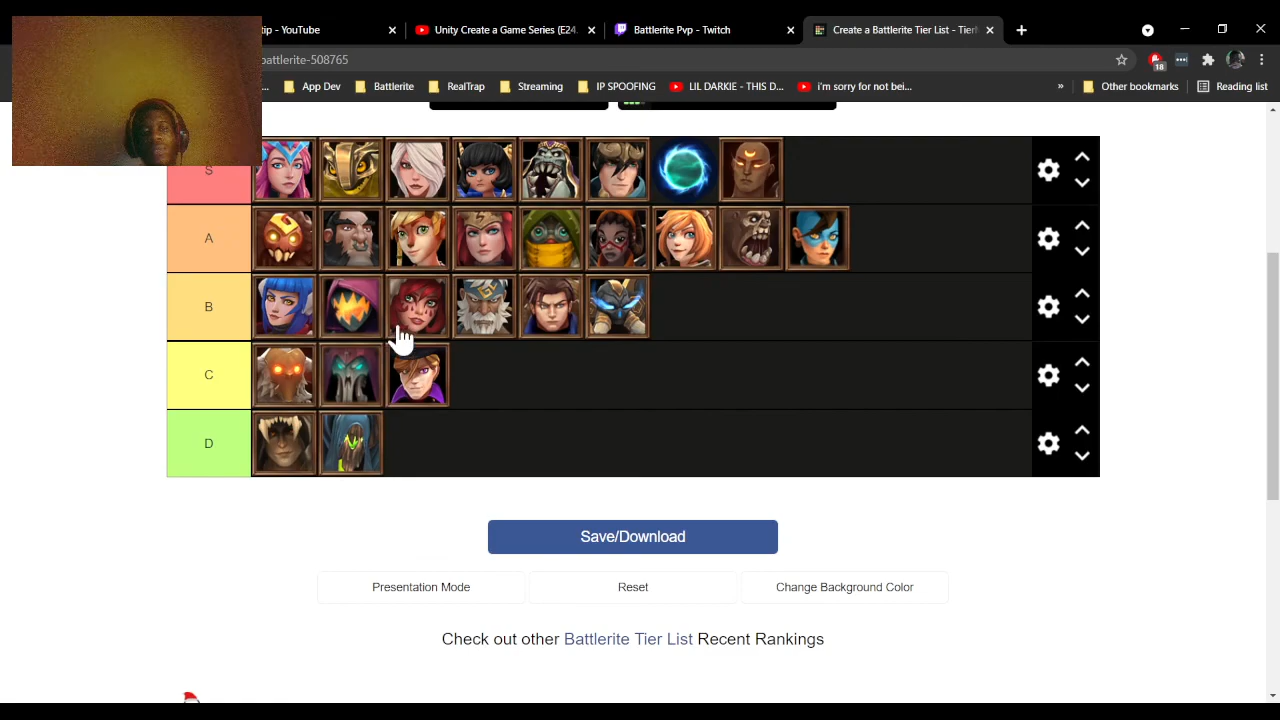 tip - YouTube
Unity Create a Game Series (E24.
Battlerite Pvp - Twitch
Create a Battlerite Tier List - Tier
battlerite-508765
18
...
App Dev
Battlerite
RealTrap
Streaming
IP SPOOFING
LIL DARKIE - THIS D...
i'm sorry for not bei...
»
Other bookmarks
Reading list
S
A
B
C
D
Save/Download
Presentation Mode
Reset
Change Background Color
Check out other Battlerite Tier List Recent Rankings